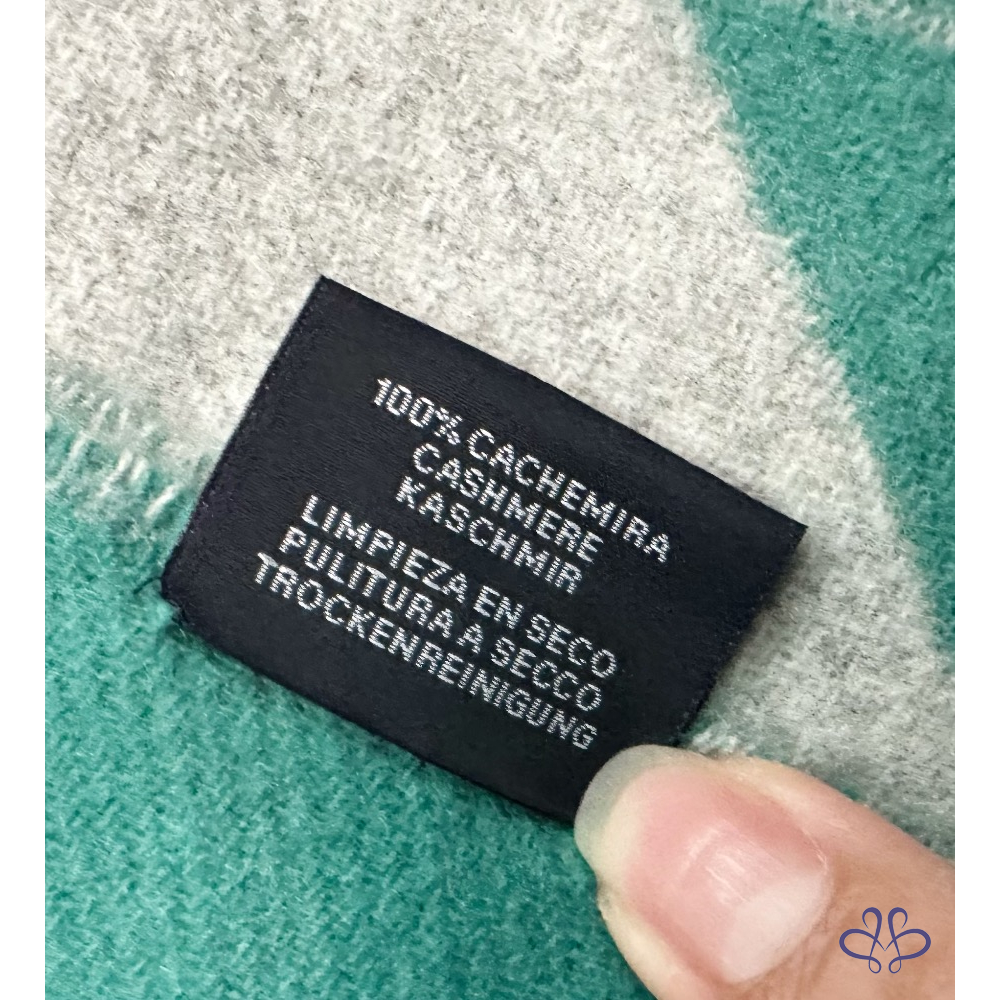 100% CACHEMIRA
CASHMERE
KASCHMIR
LIMPIEZA EN SECO
PULITURA A SECCO
TROCKENREINIGUNG